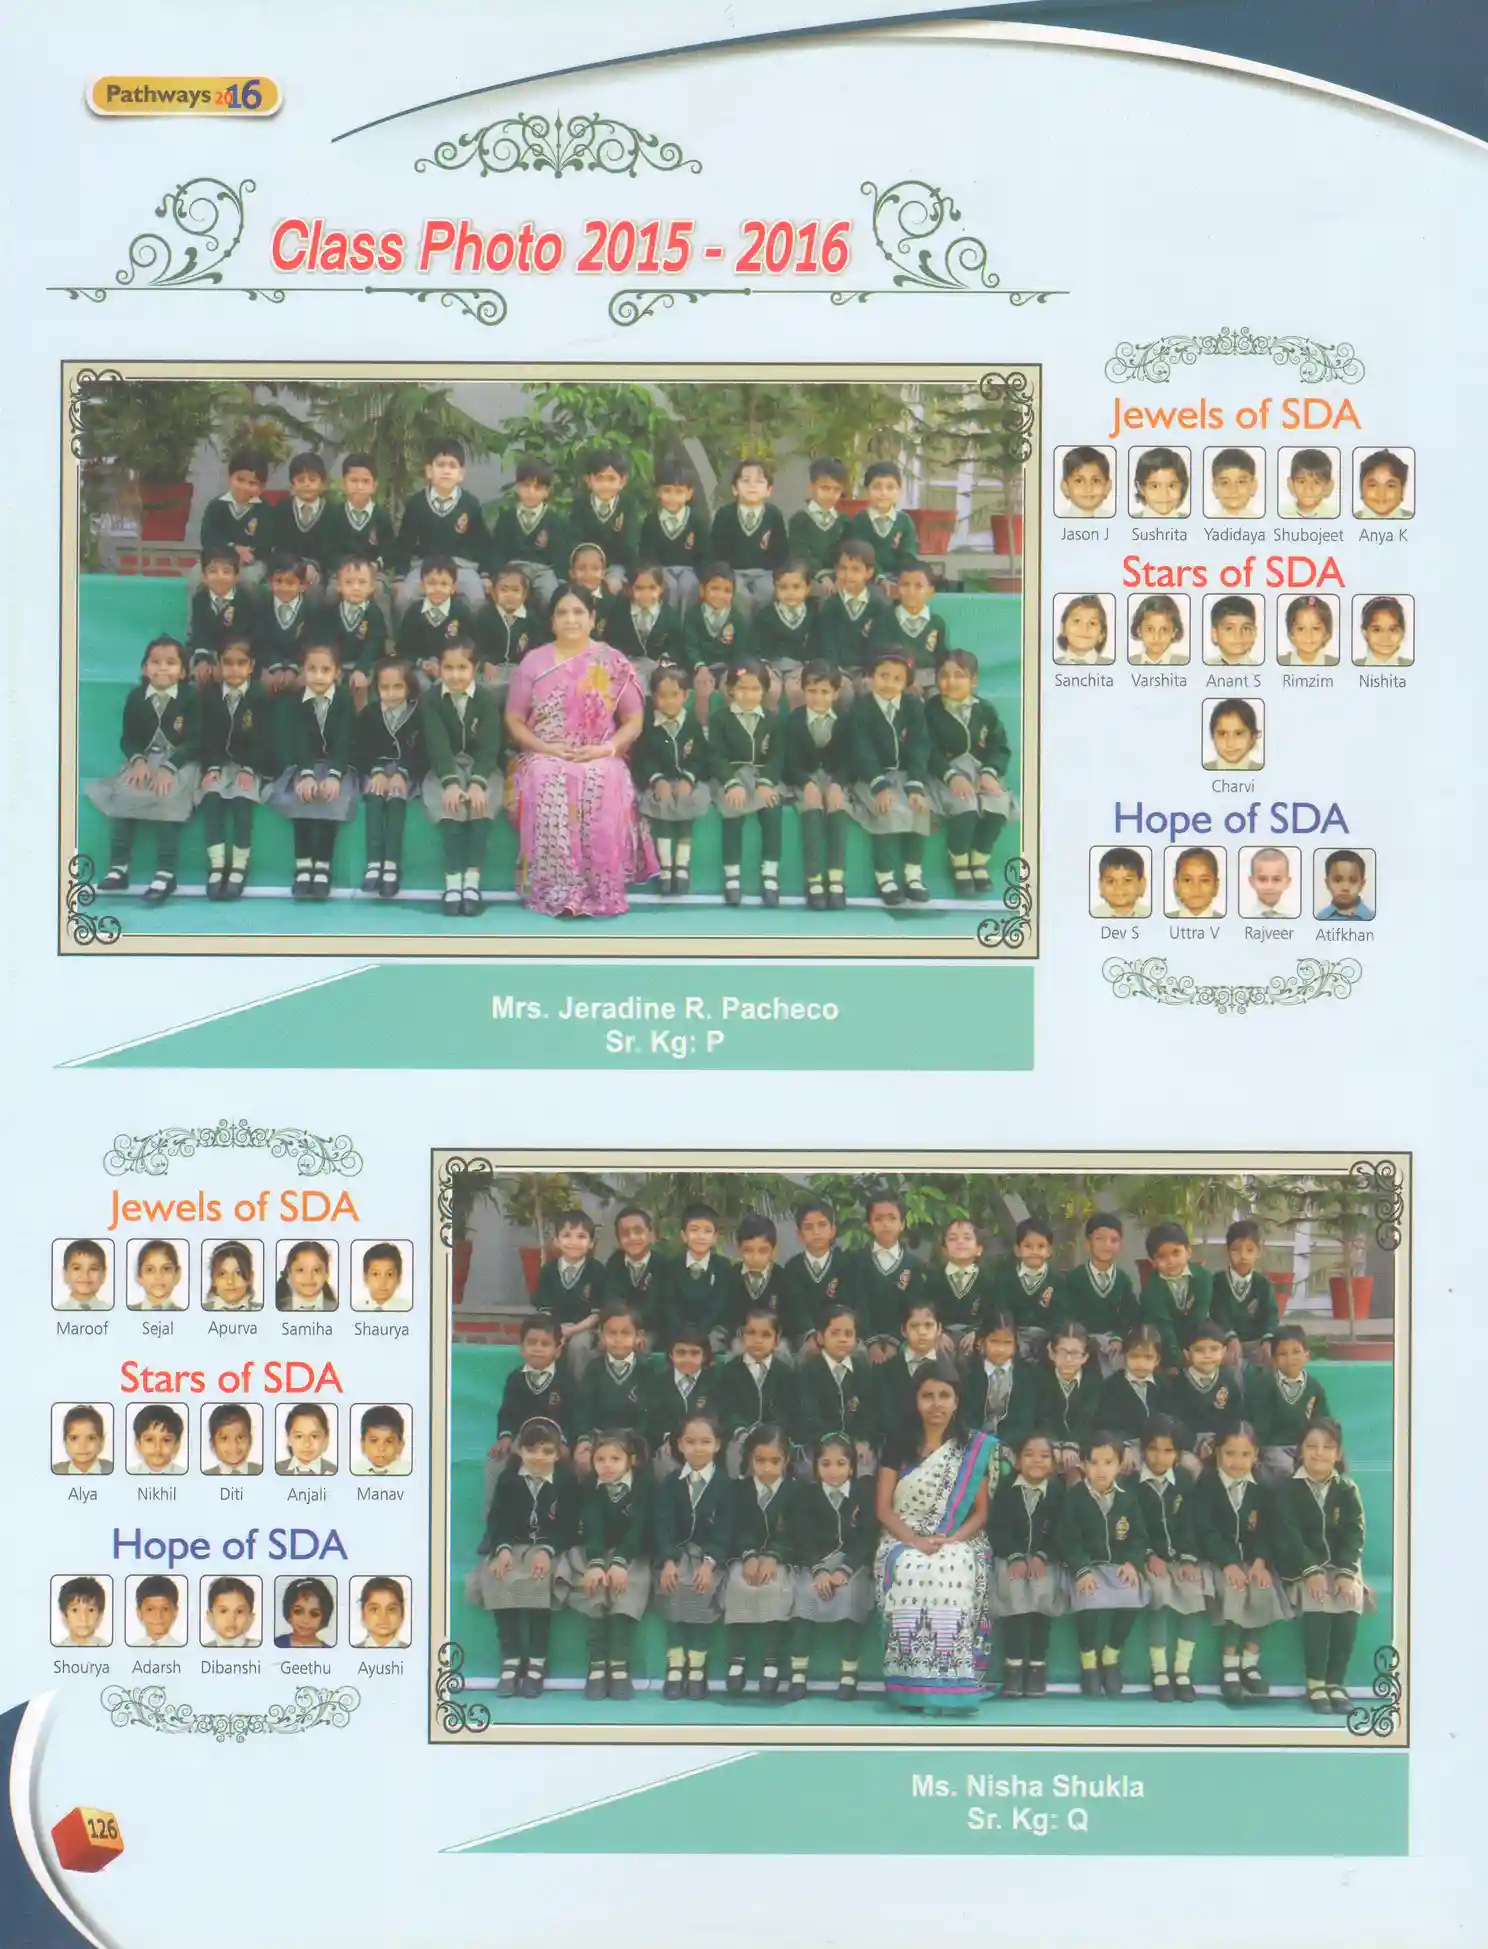 Pathways 2016
Class Photo 2015 - 2016
Jewels of SDA
Jason J Sushrita Yadidaya Shubojeet Anya K
Stars of SDA
Sanchita Varshita Anant S Rimzim Nishita
Charvi
Hope of SDA
Dev S Uttra V Rajveer Atifkhan
Mrs. Jeradine R. Pacheco
Sr. Kg: P
Jewels of SDA
Maroof Sejal Apurva Samiha Shaurya
Stars of SDA
Alya Nikhil Diti Anjali Manav
Hope of SDA
Shourya Adarsh Dibanshi Geethu Ayushi
Ms. Nisha Shukla
Sr. Kg: Q
126